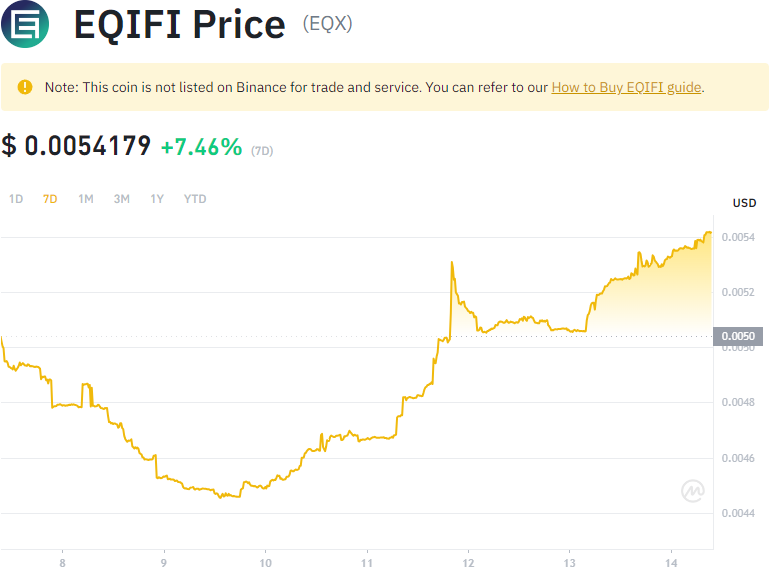 EQIFI Price (EQX)
Note: This coin is not listed on Binance for trade and service. You can refer to our How to Buy EQIFI guide.
$ 0.0054179 +7.46% (7D)
1D 7D 1M 3M 1Y YTD
USD
0.0054
0.0052
0.0050
0.0050
0.0048
0.0046
0.0044
8 9 10 11 12 13 14